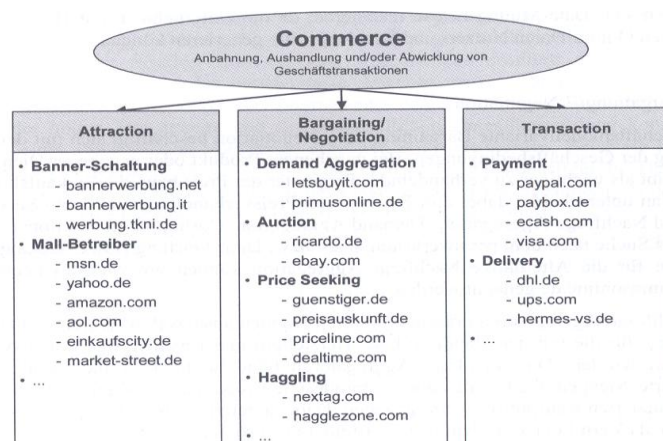 Commerce
Anbahnung, Aushandlung und/oder Abwicklung von
Geschäftstransaktionen
Attraction
• Banner-Schaltung
- bannerwerbung.net
- bannerwerbung.it
- werbung.tkni.de
• Mall-Betreiber
- msn.de
- yahoo.de
- amazon.com
- aol.com
- einkaufscity.de
- market-street.de
• ...
Bargaining/
Negotiation
• Demand Aggregation
- letsbuyit.com
- primusonline.de
• Auction
- ricardo.de
- ebay.com
• Price Seeking
- guenstiger.de
- preisauskunft.de
- priceline.com
- dealtime.com
• Haggling
- nextag.com
- hagglezone.com
• ...
Transaction
• Payment
- paypal.com
- paybox.de
- ecash.com
- visa.com
• Delivery
- dhl.de
- ups.com
- hermes-vs.de
• ...